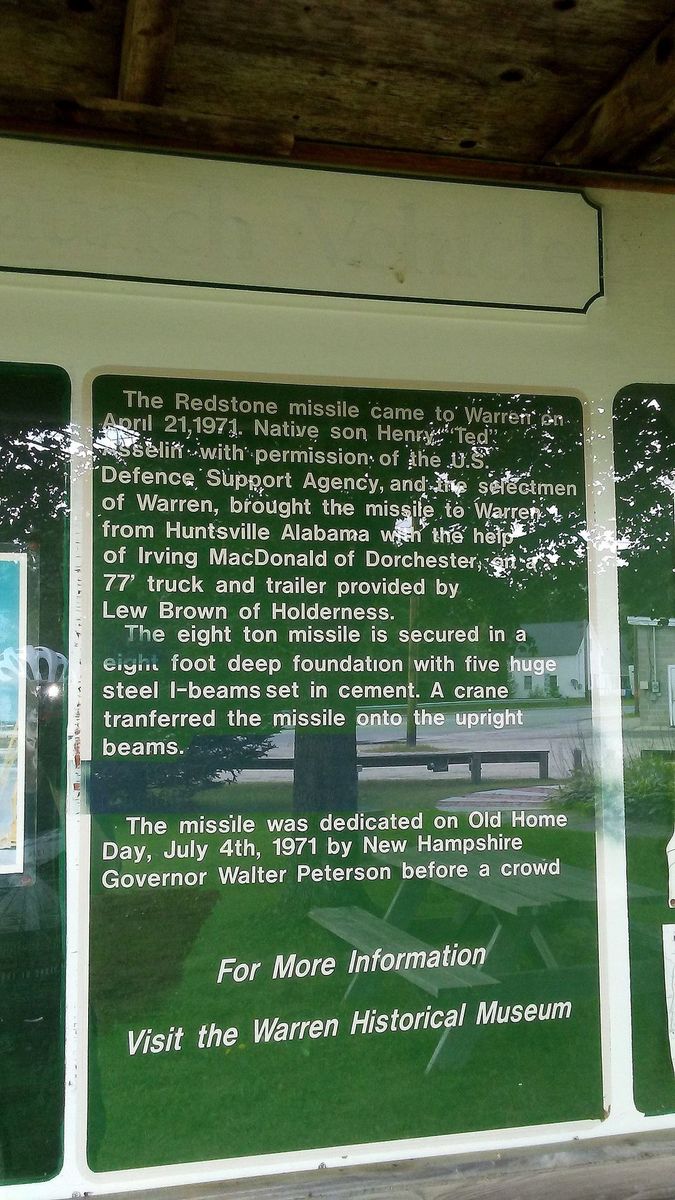 The Redstone missile came to Warren on
April 21,1971. Native son Henry "Ted"
Asselin with permission of the U.S.
Defence Support Agency, and the selectmen
of Warren, brought the missile to Warren
from Huntsville Alabama with the help
of Irving MacDonald of Dorchester, on a
77' truck and trailer provided by
Lew Brown of Holderness.
The eight ton missile is secured in a
eight foot deep foundation with five huge
steel I-beams set in cement. A crane
tranferred the missile onto the upright
beams.
The missile was dedicated on Old Home
Day, July 4th, 1971 by New Hampshire
Governor Walter Peterson before a crowd
For More Information
Visit the Warren Historical Museum